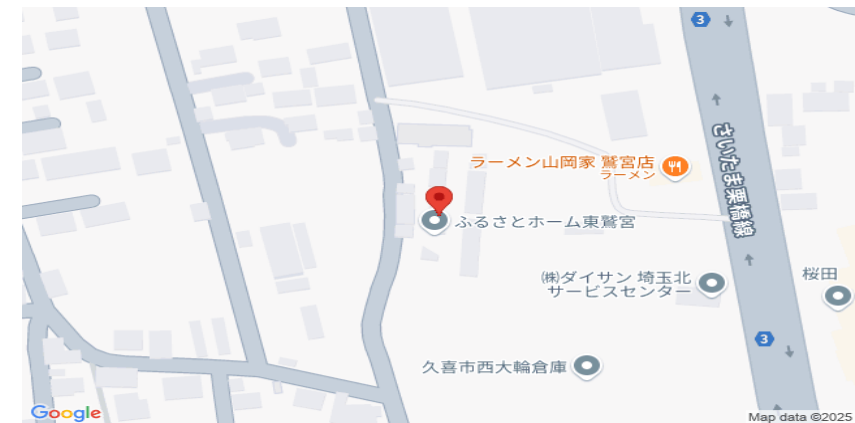 3
さいたま栗橋線
ラーメン山岡家 鷲宮店
ラーメン
ふるさとホーム東鷲宮
㈱ダイサン 埼玉北
サービスセンター
桜田
3
久喜市西大輪倉庫
Google
Map data ©2025